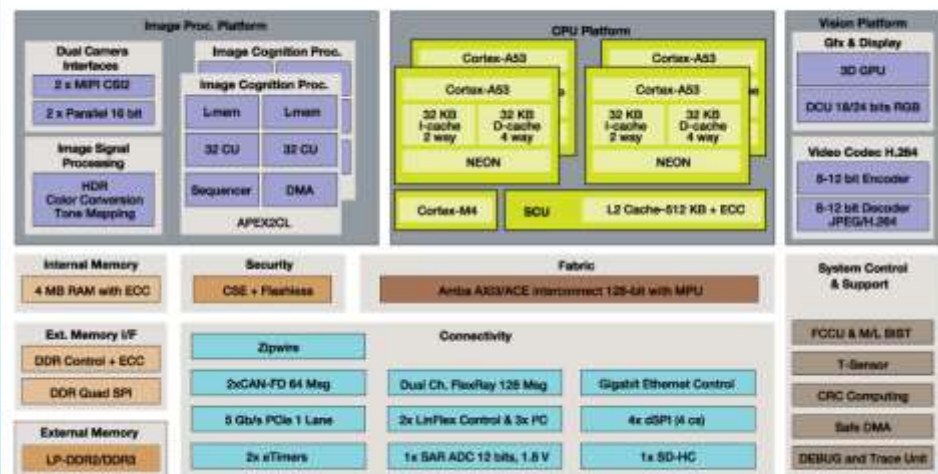 Image Proc. Platform
Dual Camera
Interfaces
2 x MIPI CSI2
2 x Parallel 16 bit
Image Signal
Processing
HDR
Color Conversion
Tone Mapping
Image Cognition Proc.
Image Cognition Proc.
L-mem
L-mem
32 CU
32 CU
Sequencer
DMA
APEX2CL
CPU Platform
Cortex-A53
Cortex-A53
32 KB
I-cache
2 way
32 KB
D-cache
4 way
NEON
Cortex-A53
Cortex-A53
32 KB
I-cache
2 way
32 KB
D-cache
4 way
NEON
Cortex-M4
SCU
L2 Cache-512 KB + ECC
Vision Platform
Gfx & Display
3D GPU
DCU 18/24 bits RGB
Video Codec H.264
8-12 bit Encoder
8-12 bit Decoder
JPEG/H.264
Internal Memory
4 MB RAM with ECC
Security
CSE + Flashless
Fabric
Amba AXI3/ACE Interconnect 128-bit with MPU
System Control
& Support
FCCU & M/L BIST
T-Sensor
CRC Computing
Safe DMA
DEBUG and Trace Unit
Ext. Memory I/F
DDR Control + ECC
DDR Quad SPI
External Memory
LP-DDR2/DDR3
Connectivity
Zipwire
2xCAN-FD 64 Msg
Dual Ch. FlexRay 128 Msg
Gigabit Ethernet Control
5 Gb/s PCIe 1 Lane
2x LinFlex Control & 3x I²C
4x dSPI (4 cs)
2x eTimers
1x SAR ADC 12 bits, 1.8 V
1x SD-HC